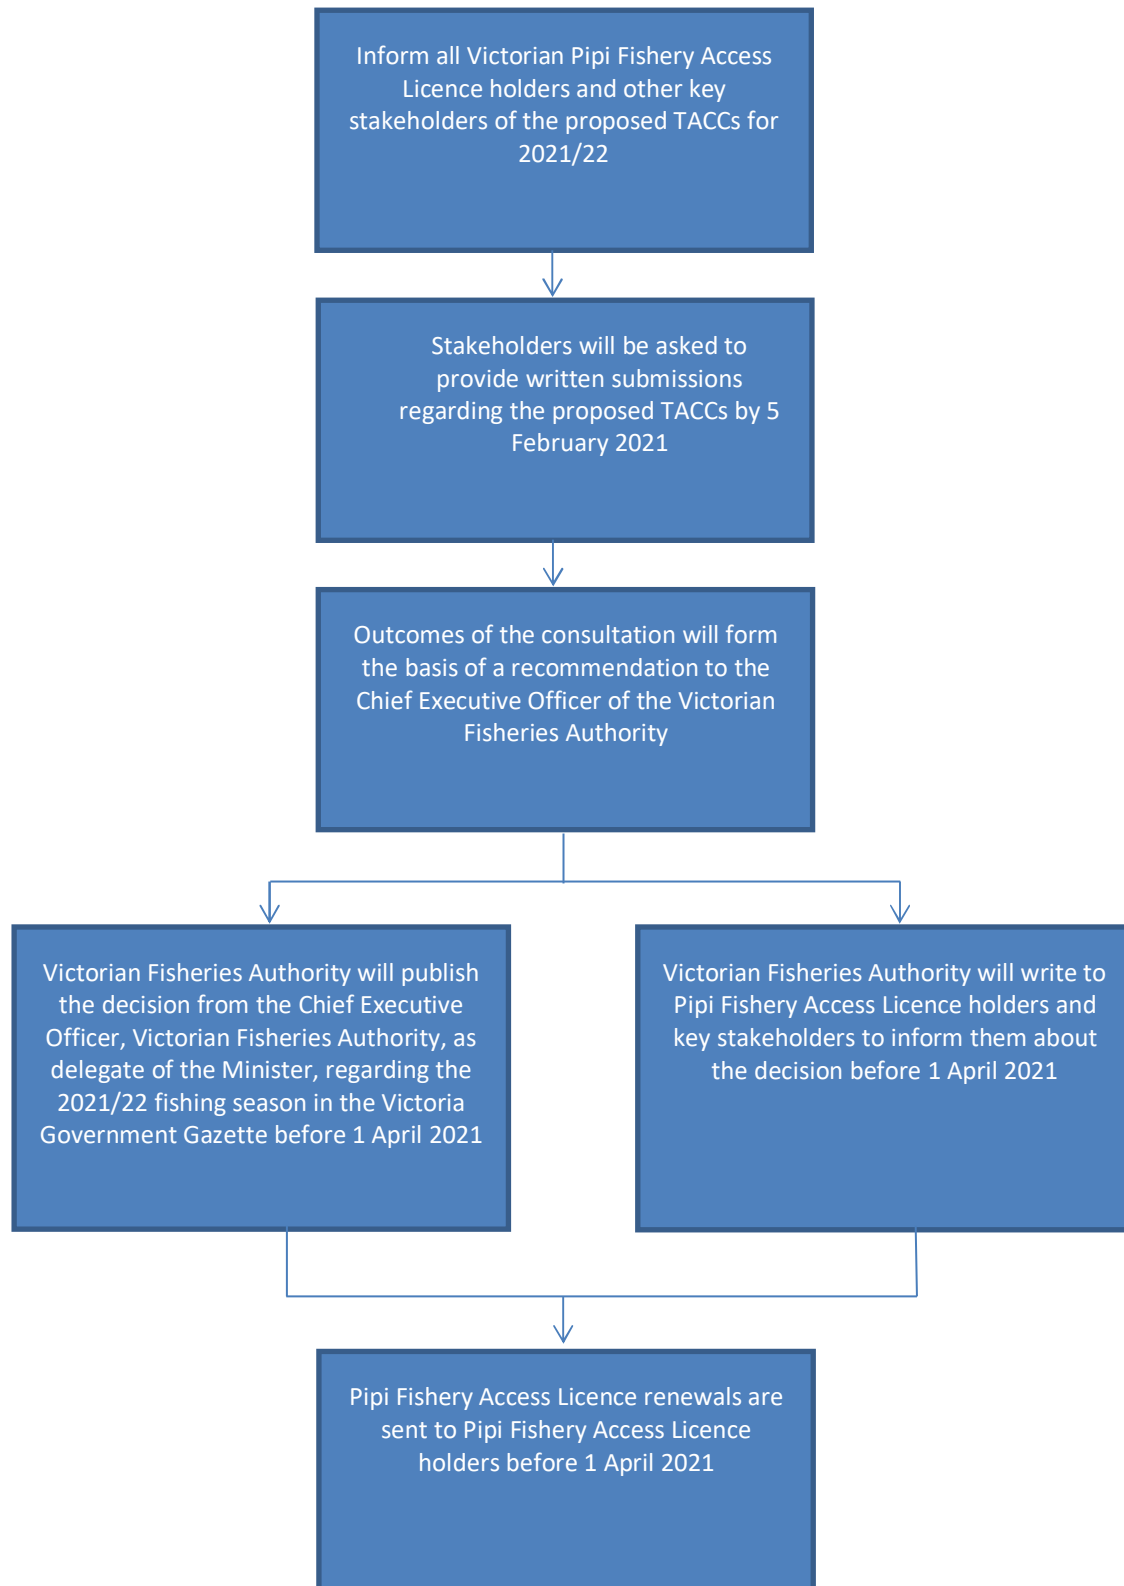 Inform all Victorian Pipi Fishery Access
Licence holders and other key
stakeholders of the proposed TACCs for
2021/22
Stakeholders will be asked to
provide written submissions
regarding the proposed TACCs by 5
February 2021
Outcomes of the consultation will form
the basis of a recommendation to the
Chief Executive Officer of the Victorian
Fisheries Authority
Victorian Fisheries Authority will publish
the decision from the Chief Executive
Officer, Victorian Fisheries Authority, as
delegate of the Minister, regarding the
2021/22 fishing season in the Victoria
Government Gazette before 1 April 2021
Victorian Fisheries Authority will write to
Pipi Fishery Access Licence holders and
key stakeholders to inform them about
the decision before 1 April 2021
Pipi Fishery Access Licence renewals are
sent to Pipi Fishery Access Licence
holders before 1 April 2021